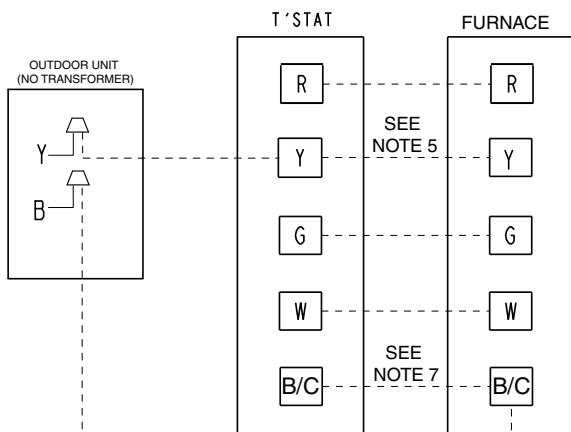 T'STAT
FURNACE
OUTDOOR UNIT
(NO TRANSFORMER)
R
R
SEE
NOTE 5
Y
Y
Y
B
G
G
W
W
SEE
NOTE 7
B/C
B/C